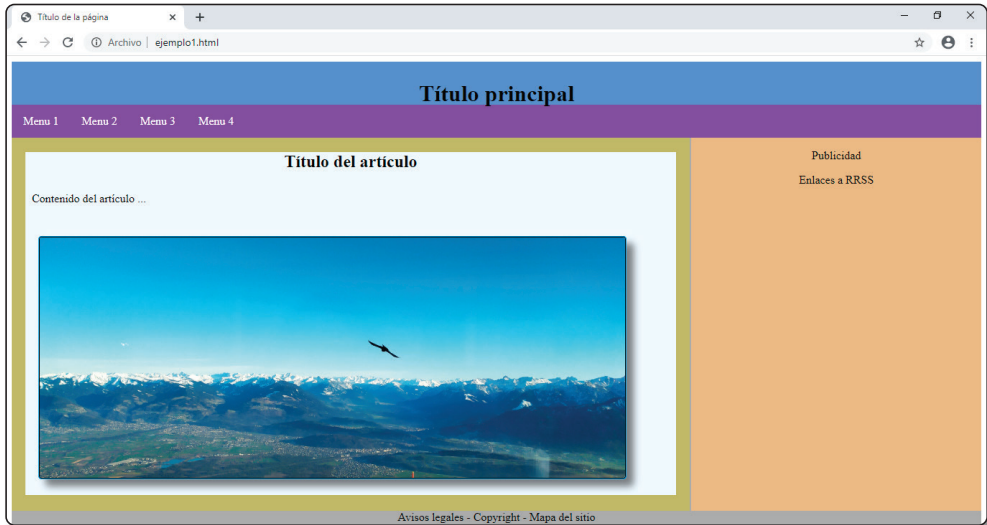 Título de la página
Archivo ejemplo1.html
Título principal
Menu 1 Menu 2 Menu 3 Menu 4
Título del artículo
Contenido del artículo ...
Publicidad
Enlaces a RRSS
Avisos legales - Copyright - Mapa del sitio